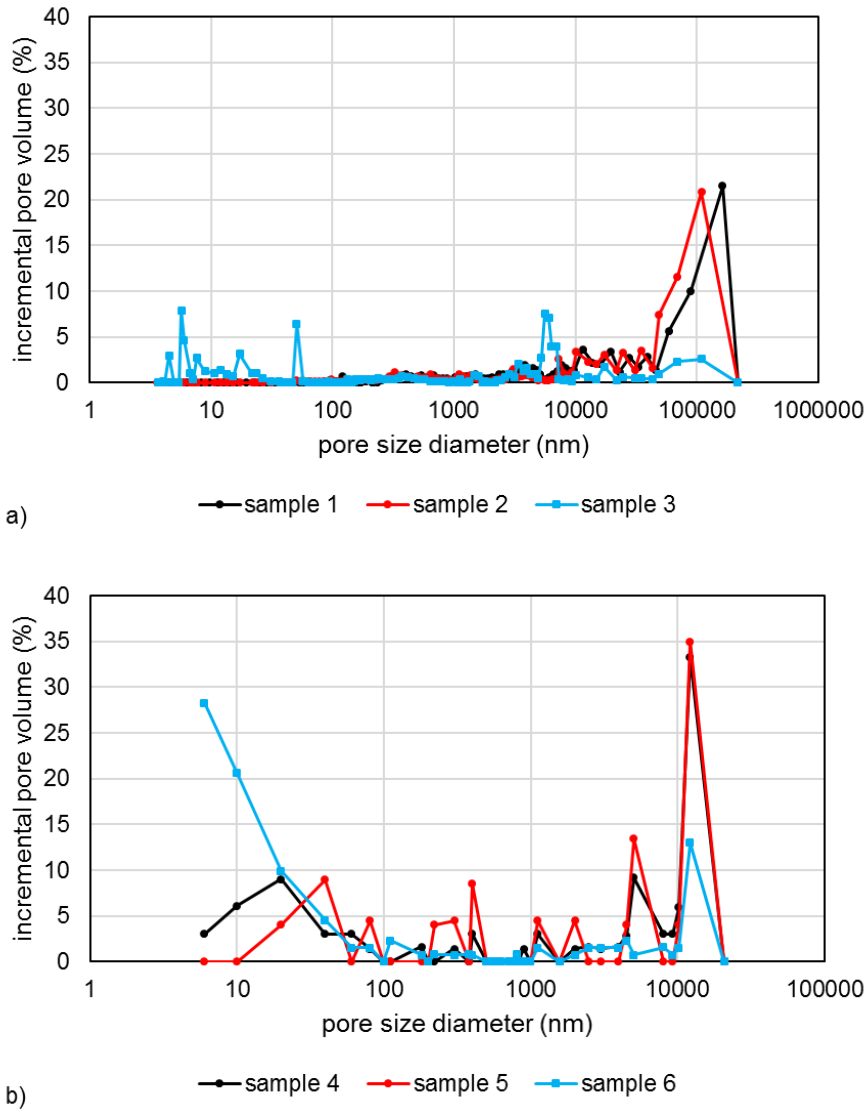 40
35
30
25
20
15
10
5
0
incremental pore volume (%)
1 10 100 1000 10000 100000 1000000
pore size diameter (nm)
a)
sample 1 sample 2 sample 3
40
35
30
25
20
15
10
5
0
incremental pore volume (%)
1 10 100 1000 10000 100000
pore size diameter (nm)
b)
sample 4 sample 5 sample 6